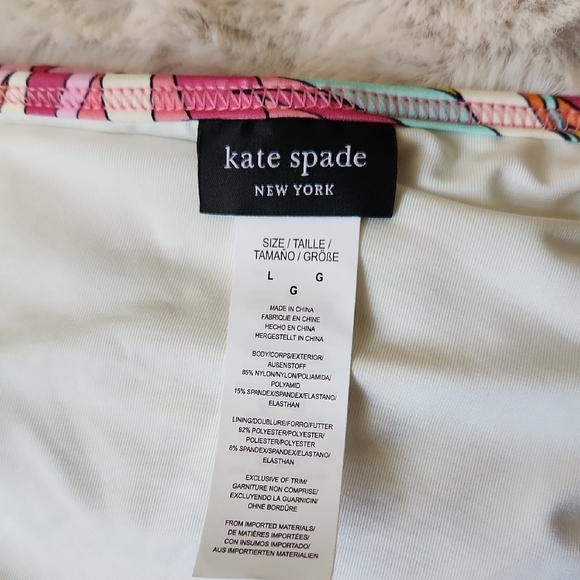 kate spade
NEW YORK
SIZE / TAILLE /
TAMAÑO / GRÖßE
L G
G
MADE IN CHINA
FABRIQUE EN CHINE
HECHO EN CHINA
HERGESTELLT IN CHINA
BODY/CORPS/EXTERIOR/
AUßENSTOFF
85% NYLON/NYLON/POLIAMIDA/
POLYAMID
15% SPANDEX/SPANDEX/ELASTANO/
ELASTHAN
LINING/DOUBLURE/FORRO/FUTTER
92% POLYESTER/POLYESTER/
POLIESTER/POLYESTER
8% SPANDEX/SPANDEX/ELASTANO/
ELASTHAN
EXCLUSIVE OF TRIM/
GARNITURE NON COMPRISE/
EXCLUYENDO LA GUARNICION/
OHNE BORDÜRE
FROM IMPORTED MATERIALS/
DE MATIÈRES IMPORTÉES/
CON INSUMOS IMPORTADO/
AUS IMPORTIERTEN MATERIALIEN